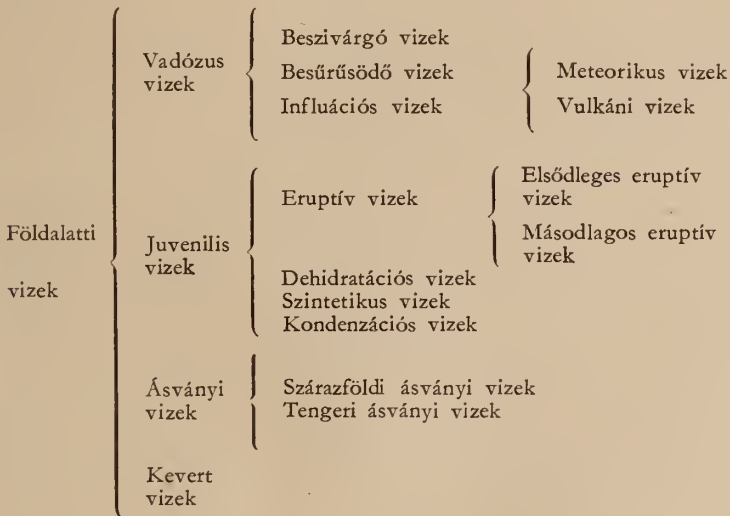 Földalatti
vizek
Vadózus
vizek
Beszivárgó vizek
Besűrűsödő vizek
Influációs vizek
Meteorikus vizek
Vulkáni vizek
Juvenilis
vizek
Eruptív vizek
Elsődleges eruptív
vizek
Másodlagos eruptív
vizek
Dehidratációs vizek
Szintetikus vizek
Kondenzációs vizek
Ásványi
vizek
Szárazföldi ásványi vizek
Tengeri ásványi vizek
Kevert
vizek